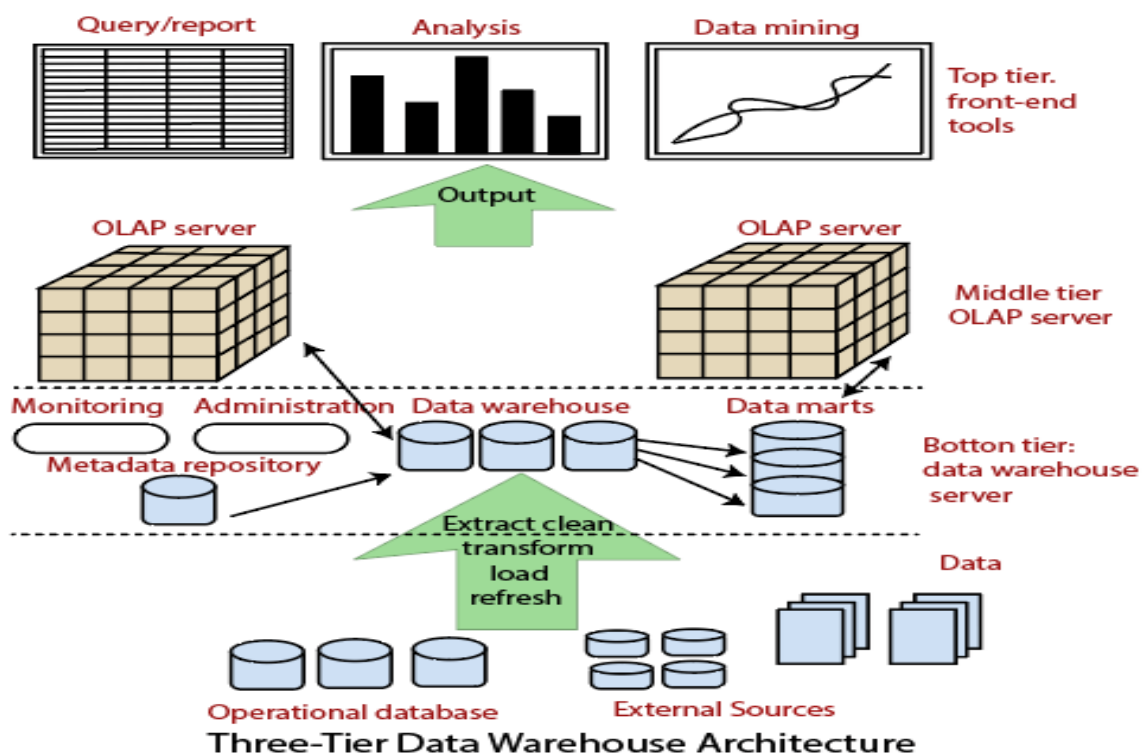 Query/report
Analysis
Data mining
Top tier.
front-end
tools
Output
OLAP server
OLAP server
Middle tier
OLAP server
Monitoring
Administration
Data warehouse
Data marts
Metadata repository
Botton tier:
data warehouse
server
Extract clean
transform
load
refresh
Data
Operational database
External Sources
Three-Tier Data Warehouse Architecture